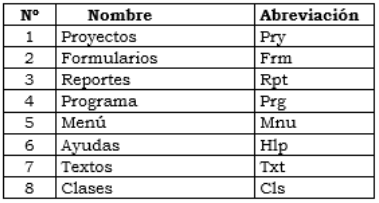 Nº Nombre Abreviación
1 Proyectos Pry
2 Formularios Frm
3 Reportes Rpt
4 Programa Prg
5 Menú Mnu
6 Ayudas Hlp
7 Textos Txt
8 Clases Cls